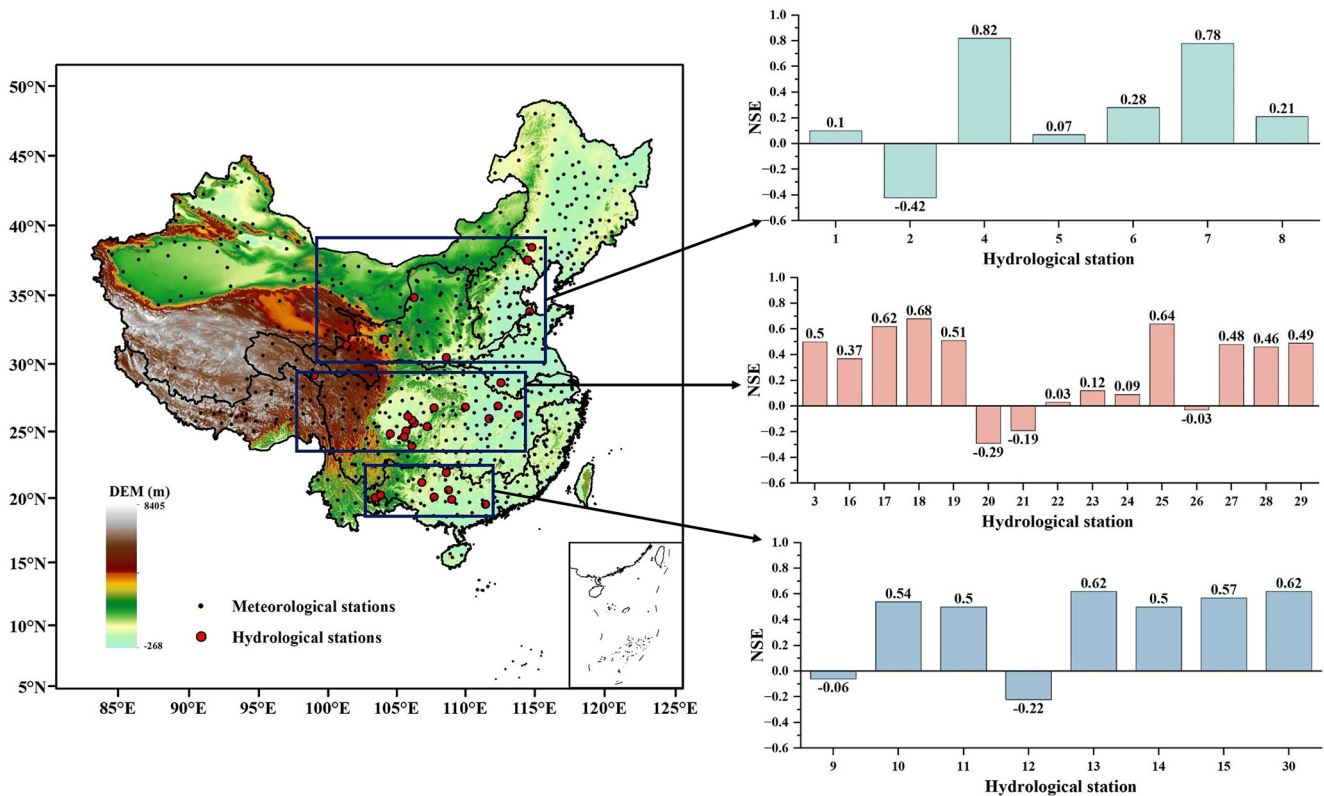 50°N
45°N
40°N
35°N
30°N
25°N
20°N
15°N
10°N
5°N
85°E 90°E 95°E 100°E 105°E 110°E 115°E 120°E 125°E
DEM (m)
8405
-268
Meteorological stations
Hydrological stations
NSE
1.0
0.8
0.6
0.4
0.2
0.0
−0.2
−0.4
−0.6
0.1 -0.42 0.82 0.07 0.28 0.78 0.21
1 2 4 5 6 7 8
Hydrological station
NSE
1.0
0.8
0.6
0.4
0.2
0.0
−0.2
−0.4
−0.6
0.5 0.37 0.62 0.68 0.51 -0.29 -0.19 0.03 0.12 0.09 0.64 -0.03 0.48 0.46 0.49
3 16 17 18 19 20 21 22 23 24 25 26 27 28 29
Hydrological station
NSE
1.0
0.8
0.6
0.4
0.2
0.0
−0.2
−0.4
−0.6
-0.06 0.54 0.5 -0.22 0.62 0.5 0.57 0.62
9 10 11 12 13 14 15 30
Hydrological station